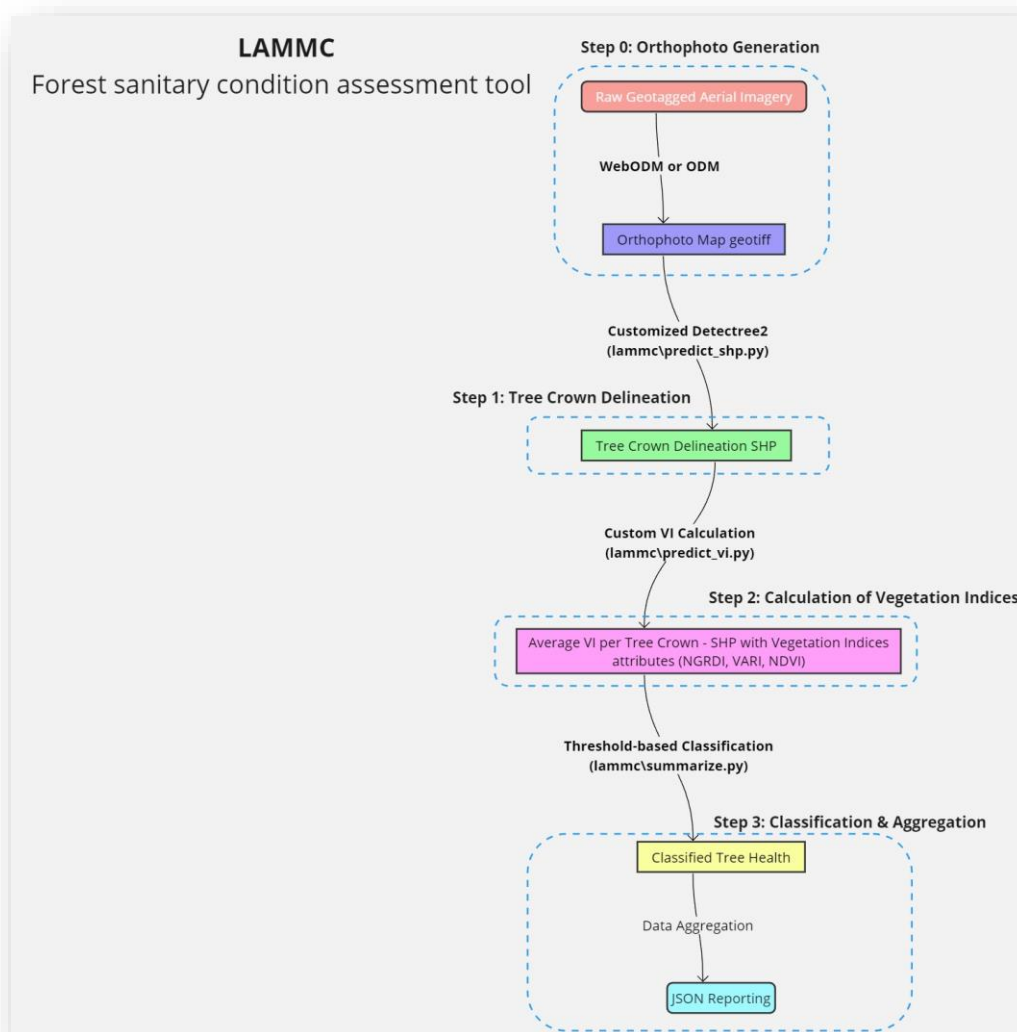 LAMMC
Forest sanitary condition assessment tool
Step 0: Orthophoto Generation
Raw Geotagged Aerial Imagery
WebODM or ODM
Orthophoto Map geotiff
Customized Detectree2
(lammc\predict_shp.py)
Step 1: Tree Crown Delineation
Tree Crown Delineation SHP
Custom VI Calculation
(lammc\predict_vi.py)
Step 2: Calculation of Vegetation Indices
Average VI per Tree Crown - SHP with Vegetation Indices
attributes (NGRDI, VARI, NDVI)
Threshold-based Classification
(lammc\summarize.py)
Step 3: Classification & Aggregation
Classified Tree Health
Data Aggregation
JSON Reporting